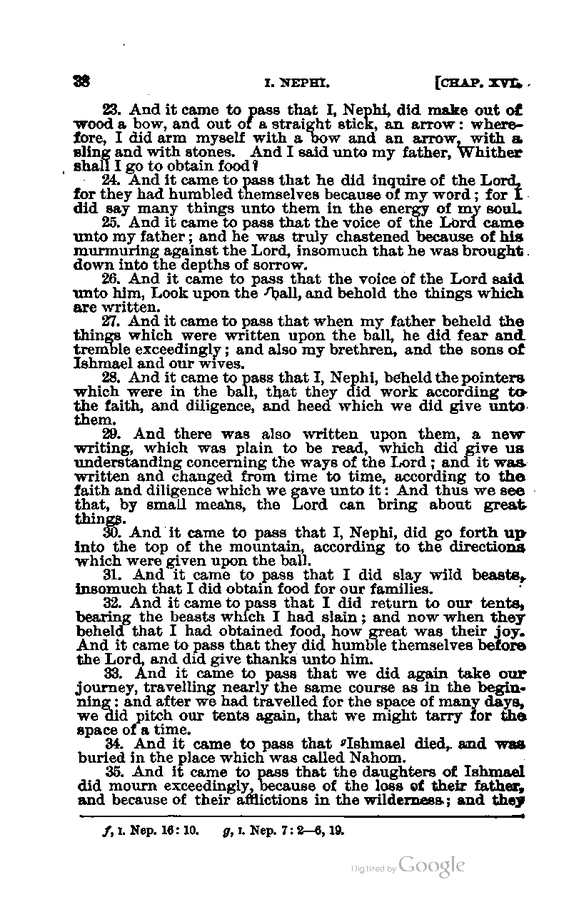 38 I. NEPHI. [CHAP. XVI.
23. And it came to pass that I, Nephi, did make out of
wood a bow, and out of a straight stick, an arrow: where-
fore, I did arm myself with a bow and an arrow, with a
sling and with stones. And I said unto my father, Whither
shall I go to obtain food?
24. And it came to pass that he did inquire of the Lord,
for they had humbled themselves because of my word; for I
did say many things unto them in the energy of my soul.
25. And it came to pass that the voice of the Lord came
unto my father; and he was truly chastened because of his
murmuring against the Lord, insomuch that he was brought
down into the depths of sorrow.
26. And it came to pass that the voice of the Lord said
unto him, Look upon the ᶠball, and behold the things which
are written.
27. And it came to pass that when my father beheld the
things which were written upon the ball, he did fear and
tremble exceedingly; and also my brethren, and the sons of
Ishmael and our wives.
28. And it came to pass that I, Nephi, beheld the pointers
which were in the ball, that they did work according to
the faith, and diligence, and heed which we did give unto
them.
29. And there was also written upon them, a new
writing, which was plain to be read, which did give us
understanding concerning the ways of the Lord; and it was
written and changed from time to time, according to the
faith and diligence which we gave unto it: And thus we see
that, by small means, the Lord can bring about great
things.
30. And it came to pass that I, Nephi, did go forth up
into the top of the mountain, according to the directions
which were given upon the ball.
31. And it came to pass that I did slay wild beasts,
insomuch that I did obtain food for our families.
32. And it came to pass that I did return to our tents,
bearing the beasts which I had slain; and now when they
beheld that I had obtained food, how great was their joy.
And it came to pass that they did humble themselves before
the Lord, and did give thanks unto him.
33. And it came to pass that we did again take our
journey, travelling nearly the same course as in the begin-
ning: and after we had travelled for the space of many days,
we did pitch our tents again, that we might tarry for the
space of a time.
34. And it came to pass that ᵍIshmael died, and was
buried in the place which was called Nahom.
35. And it came to pass that the daughters of Ishmael
did mourn exceedingly, because of the loss of their father,
and because of their afflictions in the wilderness; and they
f, I. Nep. 16: 10. g, I. Nep. 7: 2—6, 19.
Digitized by Google